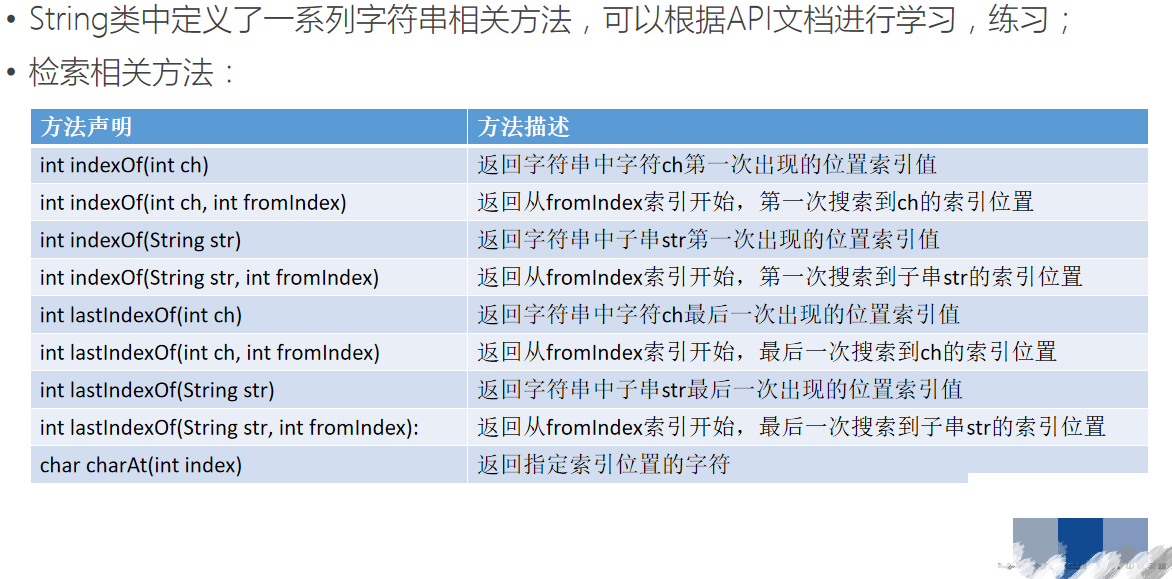 • String类中定义了一系列字符串相关方法，可以根据API文档进行学习，练习；
• 检索相关方法：
方法声明 方法描述
int indexOf(int ch) 返回字符串中字符ch第一次出现的位置索引值
int indexOf(int ch, int fromIndex) 返回从fromIndex索引开始，第一次搜索到ch的索引位置
int indexOf(String str) 返回字符串中子串str第一次出现的位置索引值
int indexOf(String str, int fromIndex) 返回从fromIndex索引开始，第一次搜索到子串str的索引位置
int lastIndexOf(int ch) 返回字符串中字符ch最后一次出现的位置索引值
int lastIndexOf(int ch, int fromIndex) 返回从fromIndex索引开始，最后一次搜索到ch的索引位置
int lastIndexOf(String str) 返回字符串中子串str最后一次出现的位置索引值
int lastIndexOf(String str, int fromIndex): 返回从fromIndex索引开始，最后一次搜索到子串str的索引位置
char charAt(int index) 返回指定索引位置的字符